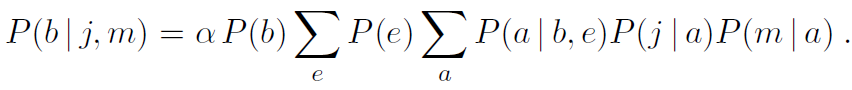 P(b | j, m) = α P(b) ∑_e P(e) ∑_a P(a | b, e)P(j | a)P(m | a) .